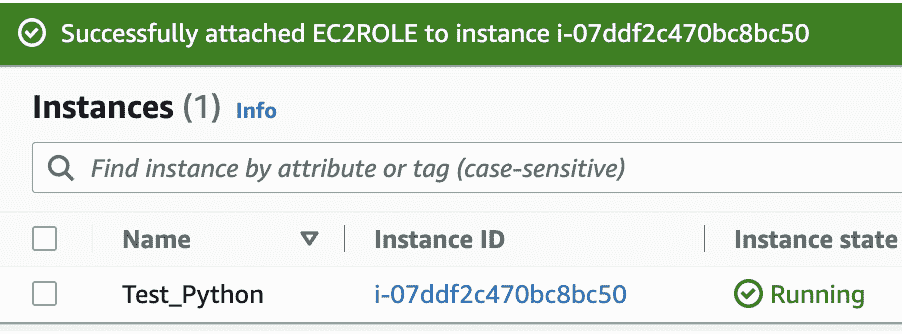 Successfully attached EC2ROLE to instance i-07ddf2c470bc8bc50
Instances (1) Info
Find instance by attribute or tag (case-sensitive)
Name Instance ID Instance state
Test_Python i-07ddf2c470bc8bc50 Running